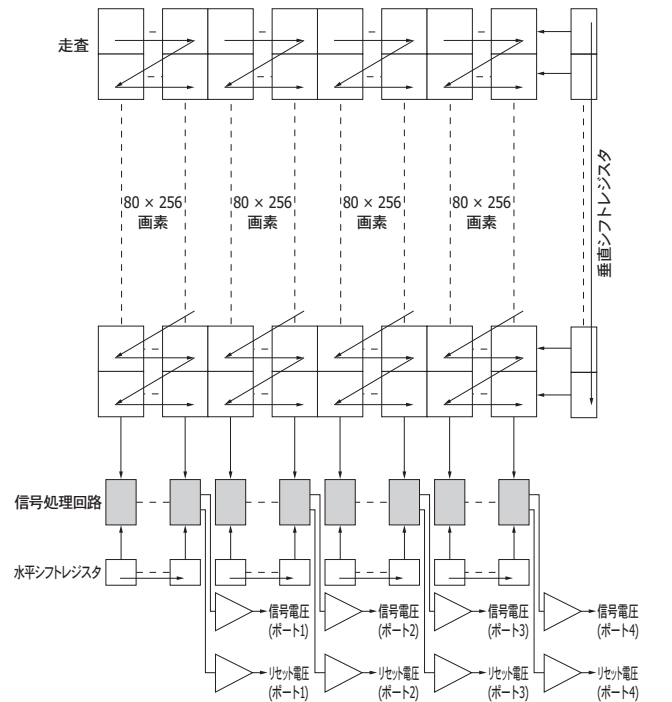 走査
80 × 256
画素
80 × 256
画素
80 × 256
画素
80 × 256
画素
垂直シフトレジスタ
信号処理回路
水平シフトレジスタ
信号電圧
(ポート1)
信号電圧
(ポート2)
信号電圧
(ポート3)
信号電圧
(ポート4)
リセット電圧
(ポート1)
リセット電圧
(ポート2)
リセット電圧
(ポート3)
リセット電圧
(ポート4)